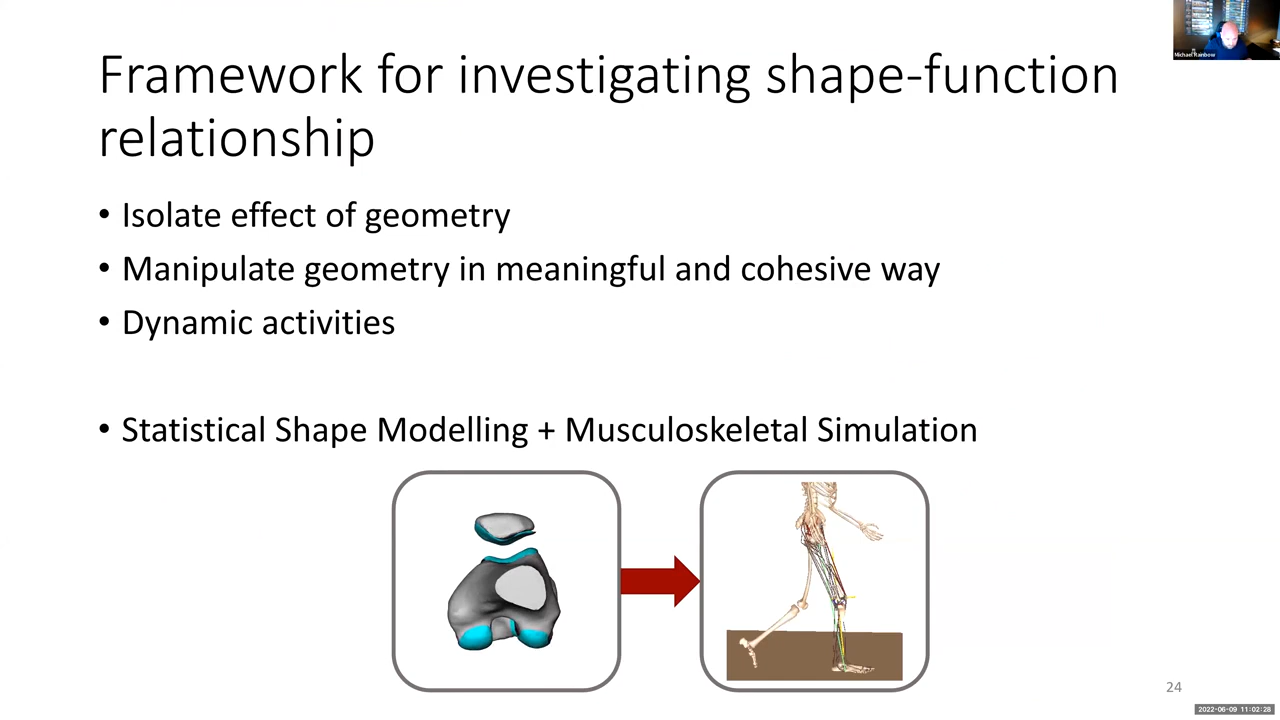 Framework for investigating shape-function
relationship
• Isolate effect of geometry
• Manipulate geometry in meaningful and cohesive way
• Dynamic activities
• Statistical Shape Modelling + Musculoskeletal Simulation
24
Michael Rainbow
2022-06-09 11:02:28